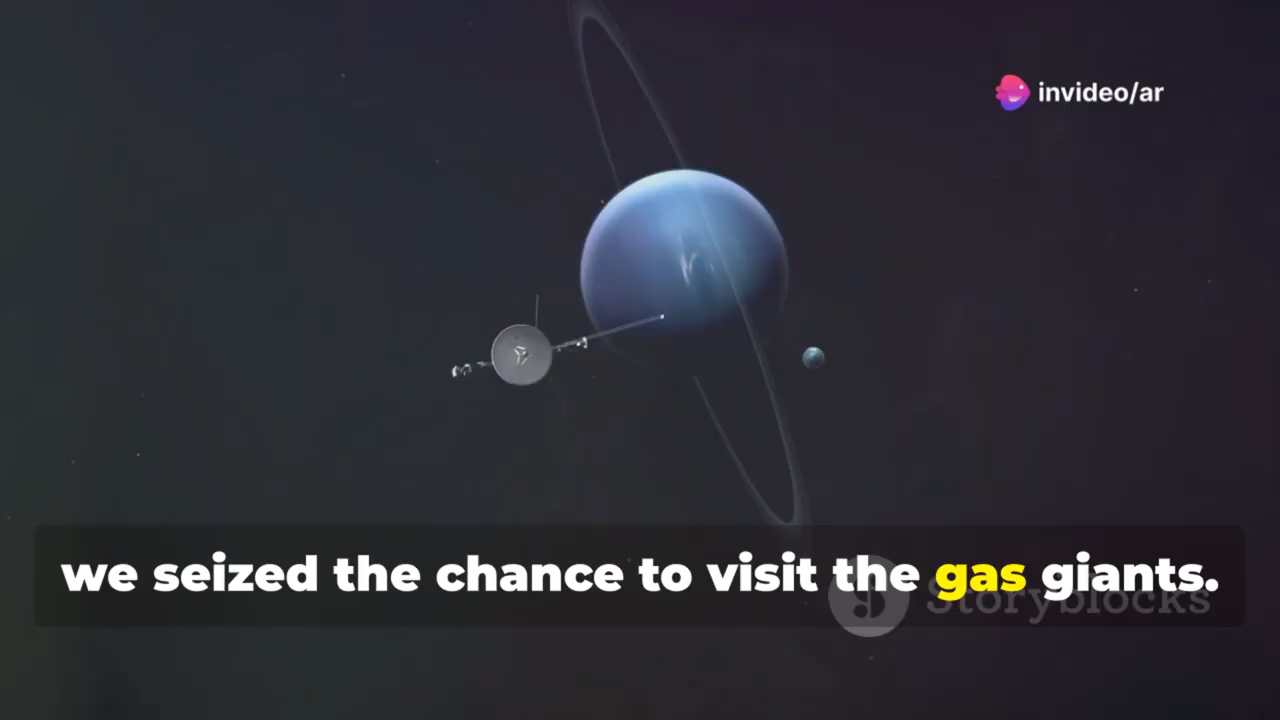 invideo/ar
we seized the chance to visit the gas giants.
Storyblocks